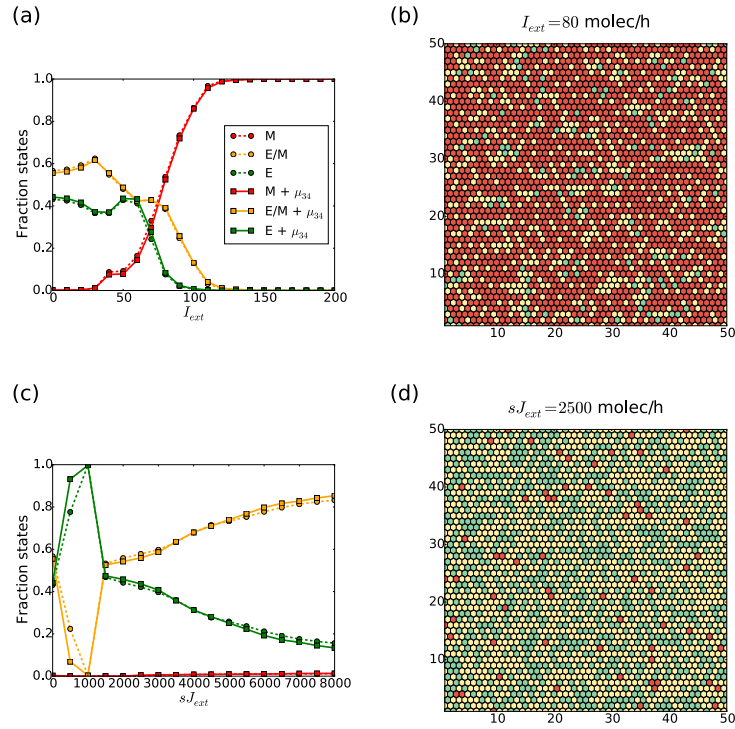 (a)
1.0
0.8
0.6
0.4
0.2
0.0
Fraction states
0 50 100 150 200
I_ext
M
E/M
E
M + μ₃₄
E/M + μ₃₄
E + μ₃₄
(b)
I_ext = 80 molec/h
50
40
30
20
10
10 20 30 40 50
(c)
1.0
0.8
0.6
0.4
0.2
0.0
Fraction states
0 1000 2000 3000 4000 5000 6000 7000 8000
sJ_ext
(d)
sJ_ext = 2500 molec/h
50
40
30
20
10
10 20 30 40 50